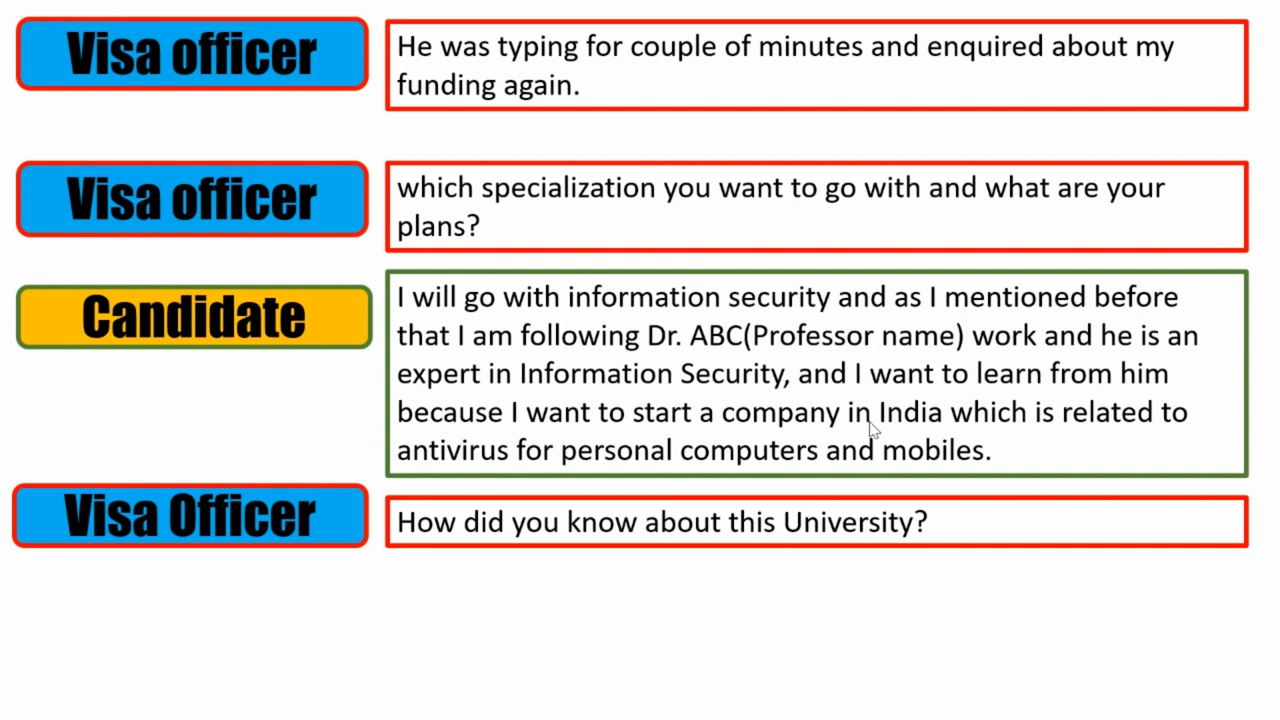 Visa officer
He was typing for couple of minutes and enquired about my
funding again.
Visa officer
which specialization you want to go with and what are your
plans?
Candidate
I will go with information security and as I mentioned before
that I am following Dr. ABC(Professor name) work and he is an
expert in Information Security, and I want to learn from him
because I want to start a company in India which is related to
antivirus for personal computers and mobiles.
Visa Officer
How did you know about this University?